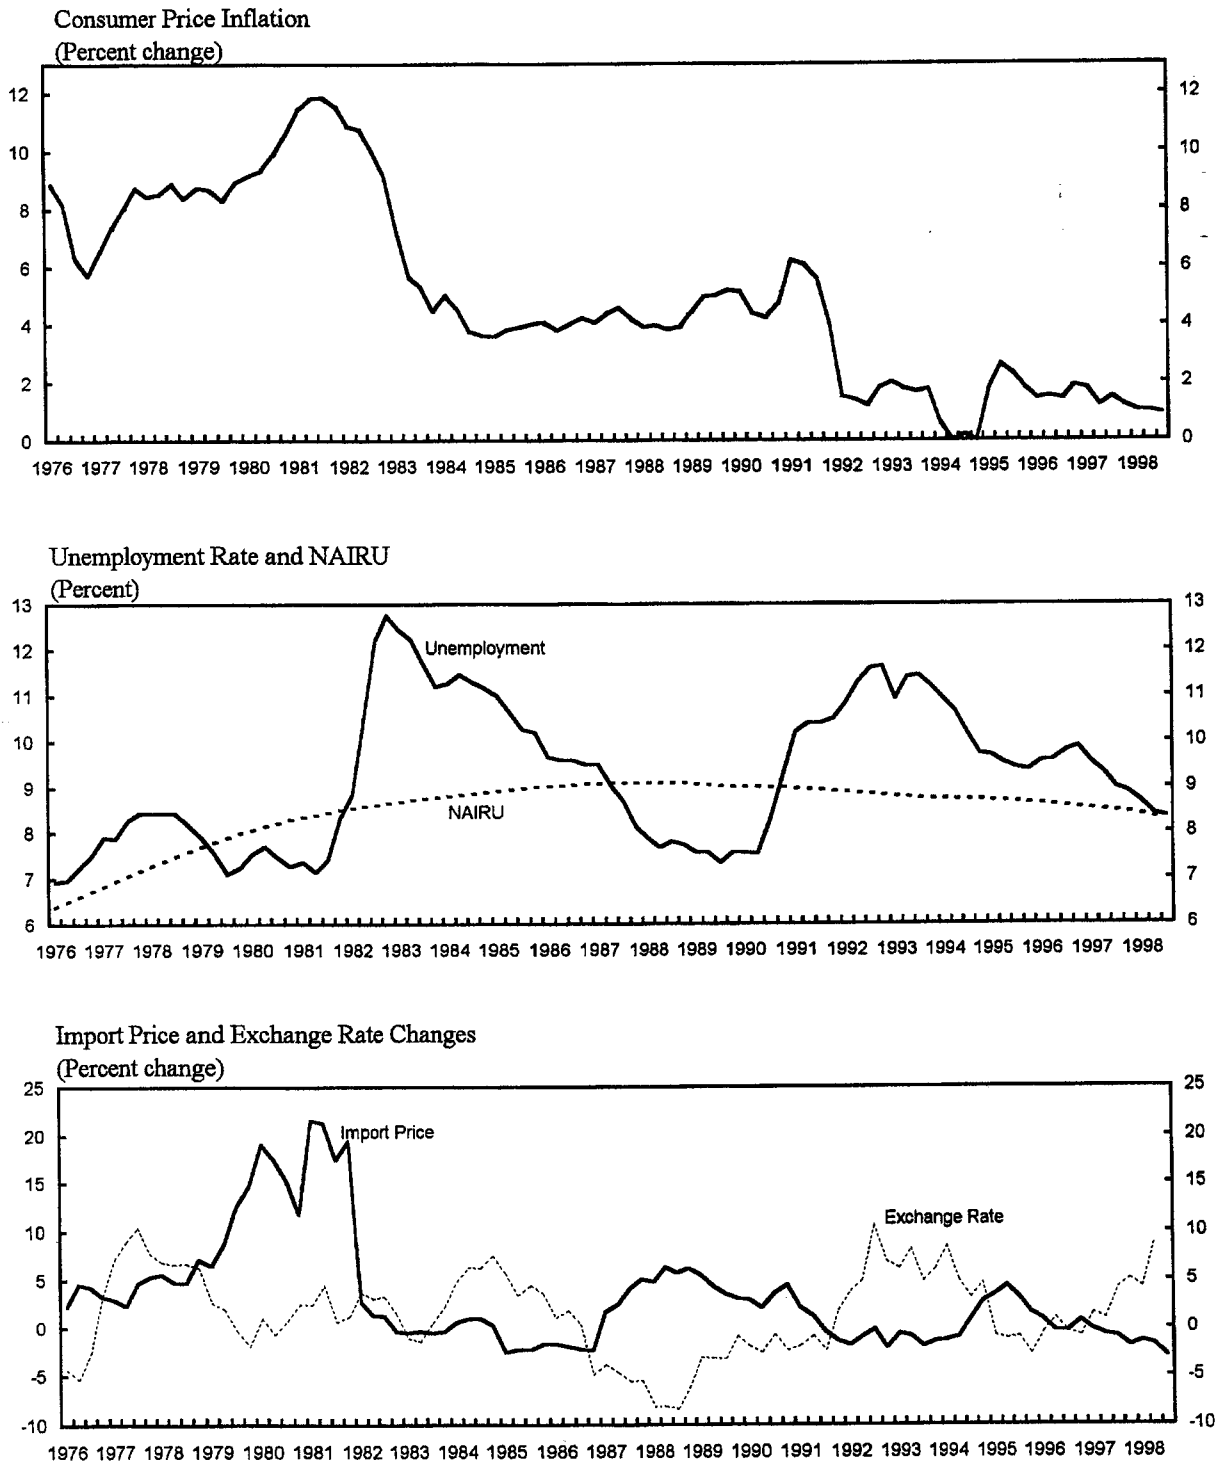 Consumer Price Inflation
(Percent change)
12 12
10 10
8 8
6 6
4 4
2 2
0 0
1976 1977 1978 1979 1980 1981 1982 1983 1984 1985 1986 1987 1988 1989 1990 1991 1992 1993 1994 1995 1996 1997 1998
Unemployment Rate and NAIRU
(Percent)
13 13
12 Unemployment 12
11 11
10 10
9 9
NAIRU
8 8
7 7
6 6
1976 1977 1978 1979 1980 1981 1982 1983 1984 1985 1986 1987 1988 1989 1990 1991 1992 1993 1994 1995 1996 1997 1998
Import Price and Exchange Rate Changes
(Percent change)
25 25
20 Import Price 20
15 15
Exchange Rate
10 10
5 5
0 0
-5 -5
-10 -10
1976 1977 1978 1979 1980 1981 1982 1983 1984 1985 1986 1987 1988 1989 1990 1991 1992 1993 1994 1995 1996 1997 1998